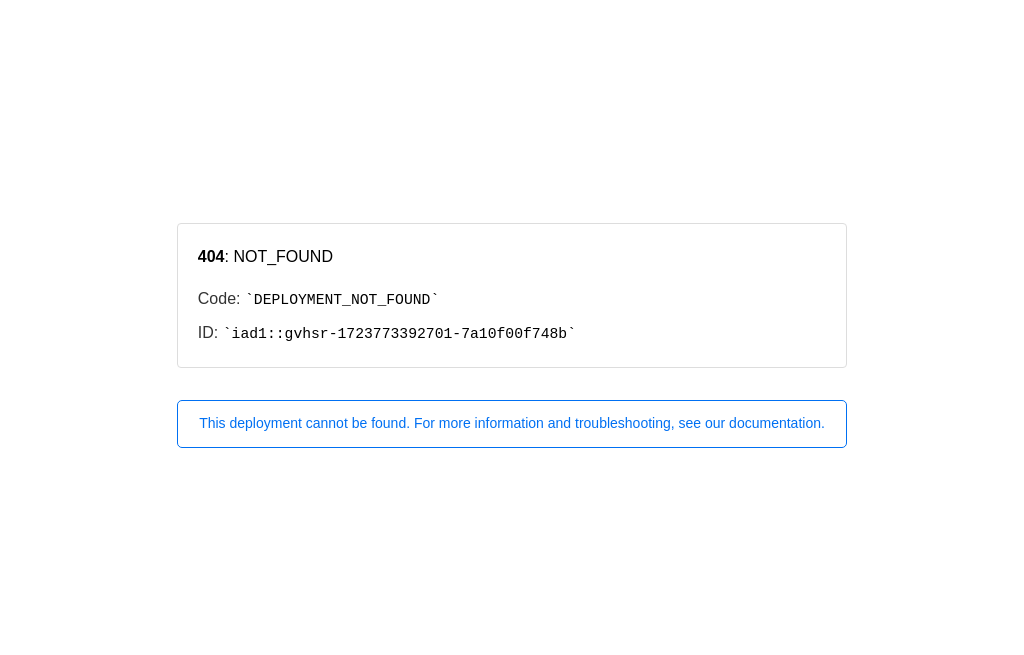 404: NOT_FOUND
Code: `DEPLOYMENT_NOT_FOUND`
ID: `iad1::gvhsr-1723773392701-7a10f00f748b`
This deployment cannot be found. For more information and troubleshooting, see our documentation.